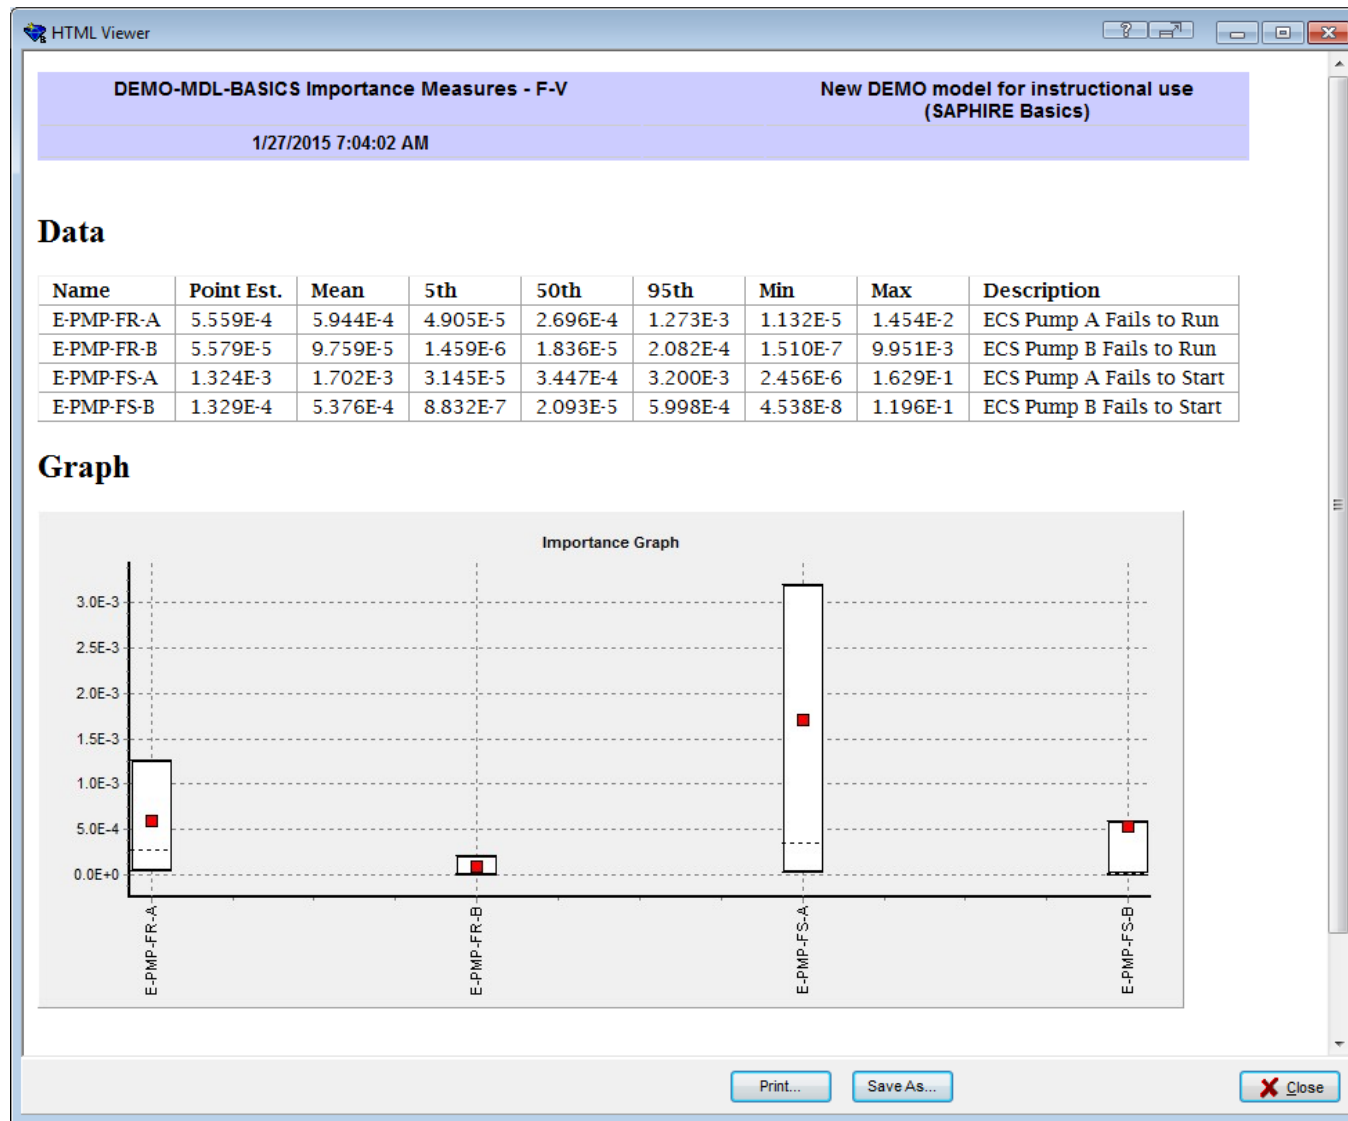 HTML Viewer
DEMO-MDL-BASICS Importance Measures - F-V
New DEMO model for instructional use
(SAPHIRE Basics)
1/27/2015 7:04:02 AM
Data
Name Point Est. Mean 5th 50th 95th Min Max Description
E-PMP-FR-A 5.559E-4 5.944E-4 4.905E-5 2.696E-4 1.273E-3 1.132E-5 1.454E-2 ECS Pump A Fails to Run
E-PMP-FR-B 5.579E-5 9.759E-5 1.459E-6 1.836E-5 2.082E-4 1.510E-7 9.951E-3 ECS Pump B Fails to Run
E-PMP-FS-A 1.324E-3 1.702E-3 3.145E-5 3.447E-4 3.200E-3 2.456E-6 1.629E-1 ECS Pump A Fails to Start
E-PMP-FS-B 1.329E-4 5.376E-4 8.832E-7 2.093E-5 5.998E-4 4.538E-8 1.196E-1 ECS Pump B Fails to Start
Graph
Importance Graph
3.0E-3
2.5E-3
2.0E-3
1.5E-3
1.0E-3
5.0E-4
0.0E+0
E-PMP-FR-A
E-PMP-FR-B
E-PMP-FS-A
E-PMP-FS-B
Print...
Save As...
Close